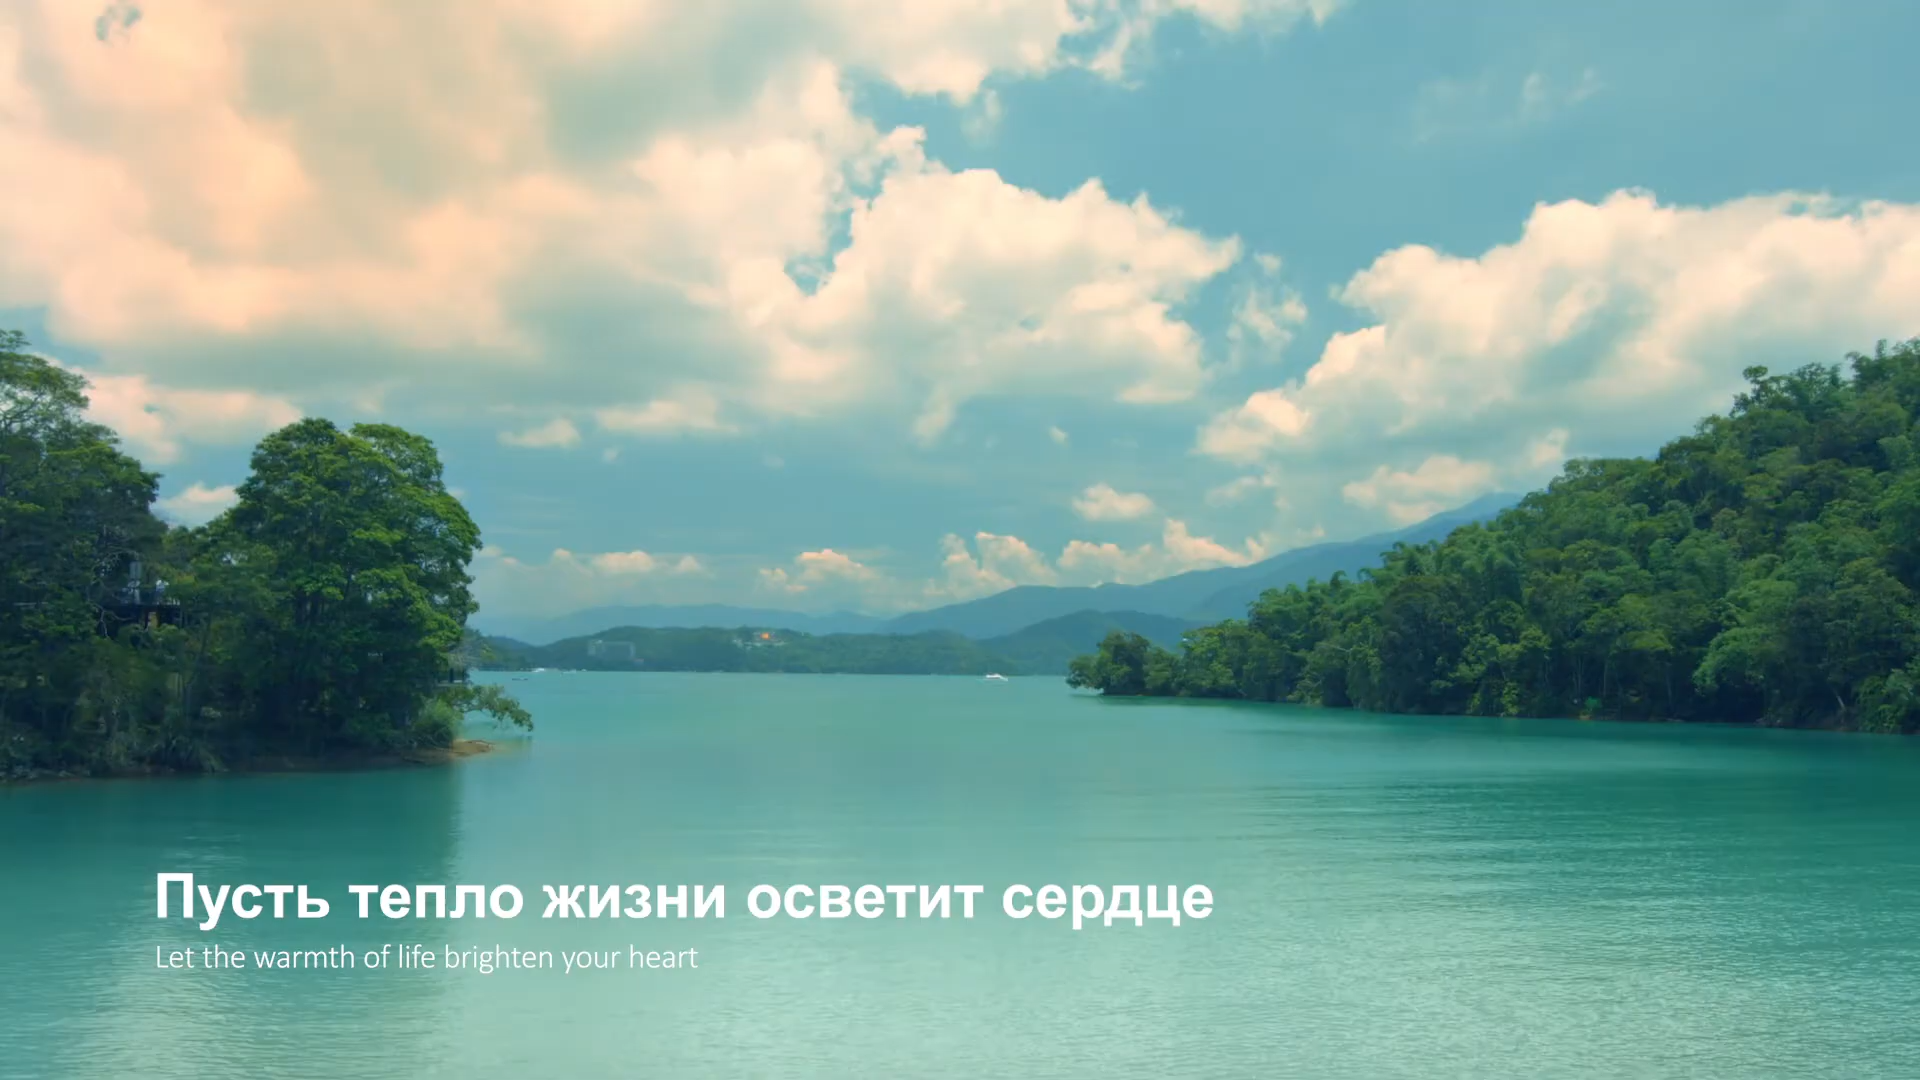 Пусть тепло жизни осветит сердце
Let the warmth of life brighten your heart